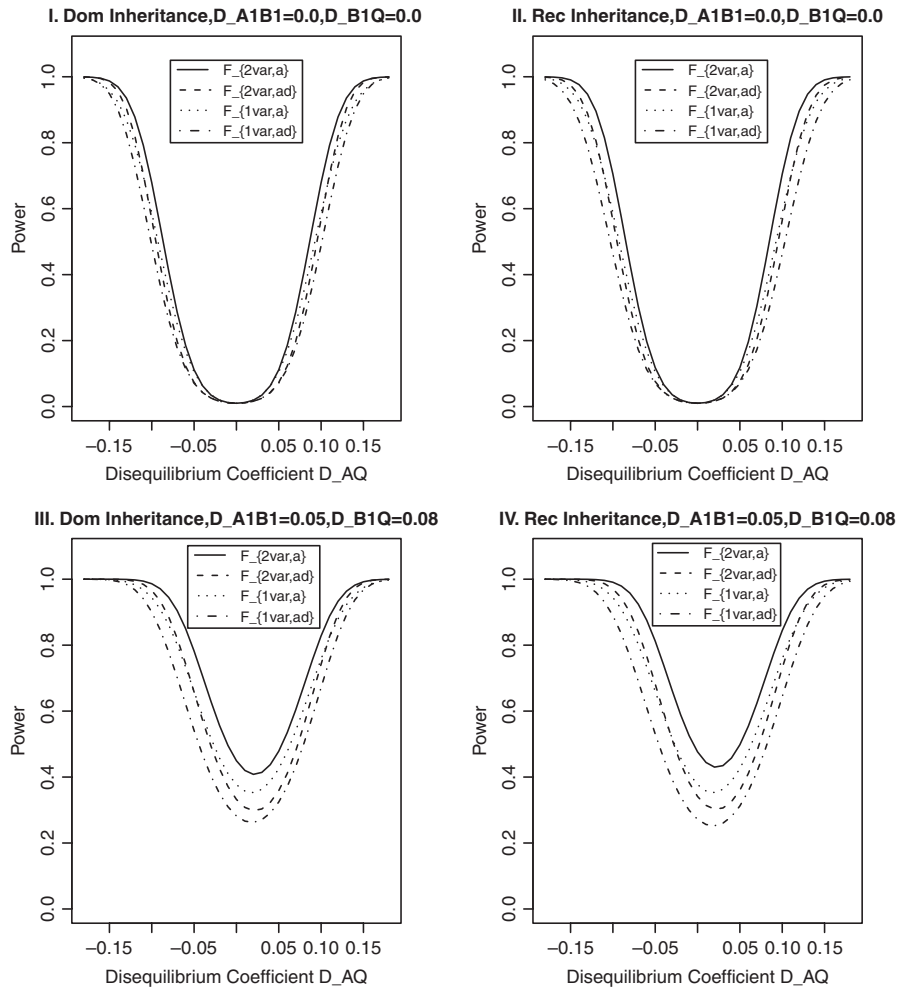 I. Dom Inheritance,D_A1B1=0.0,D_B1Q=0.0
F_{2var,a}
F_{2var,ad}
F_{1var,a}
F_{1var,ad}
Power
1.0
0.8
0.6
0.4
0.2
0.0
−0.15 −0.05 0.05 0.10 0.15
Disequilibrium Coefficient D_AQ
II. Rec Inheritance,D_A1B1=0.0,D_B1Q=0.0
F_{2var,a}
F_{2var,ad}
F_{1var,a}
F_{1var,ad}
Power
1.0
0.8
0.6
0.4
0.2
0.0
−0.15 −0.05 0.05 0.10 0.15
Disequilibrium Coefficient D_AQ
III. Dom Inheritance,D_A1B1=0.05,D_B1Q=0.08
F_{2var,a}
F_{2var,ad}
F_{1var,a}
F_{1var,ad}
Power
1.0
0.8
0.6
0.4
0.2
0.0
−0.15 −0.05 0.05 0.10 0.15
Disequilibrium Coefficient D_AQ
IV. Rec Inheritance,D_A1B1=0.05,D_B1Q=0.08
F_{2var,a}
F_{2var,ad}
F_{1var,a}
F_{1var,ad}
Power
1.0
0.8
0.6
0.4
0.2
0.0
−0.15 −0.05 0.05 0.10 0.15
Disequilibrium Coefficient D_AQ